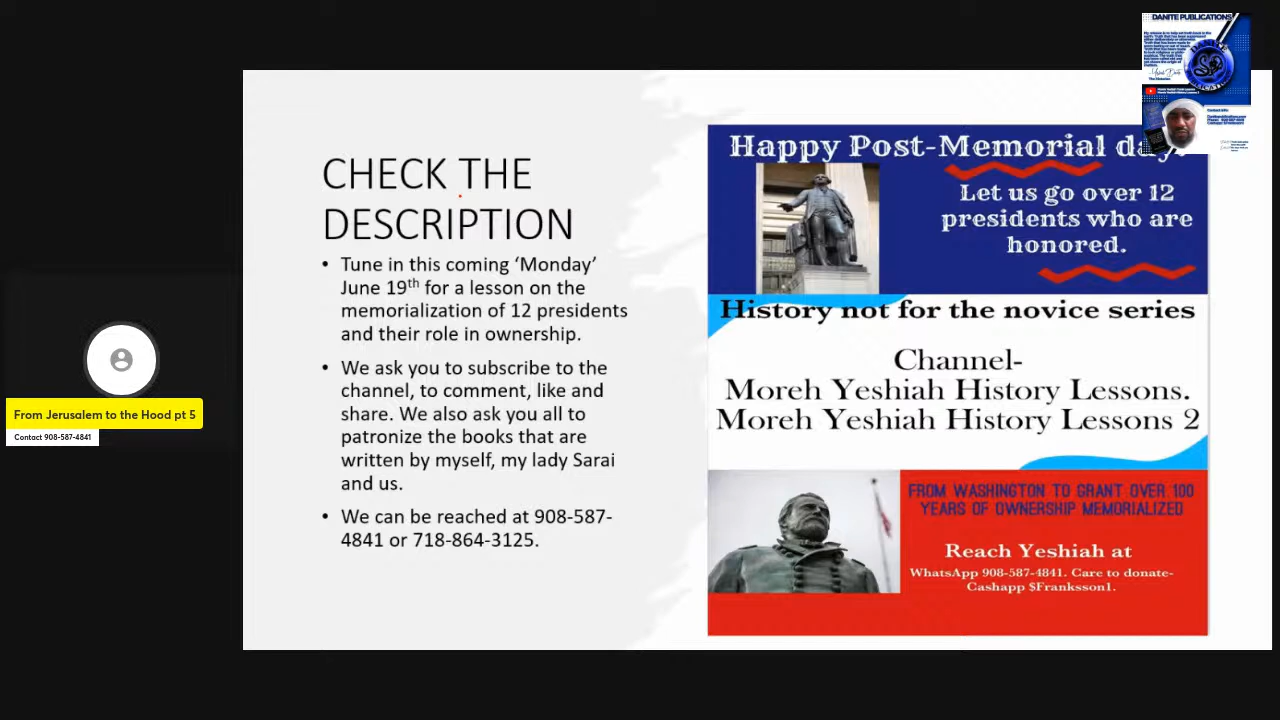 DANITE PUBLICATIONS
CHECK THE
DESCRIPTION
• Tune in this coming ‘Monday’
June 19th for a lesson on the
memorialization of 12 presidents
and their role in ownership.
• We ask you to subscribe to the
channel, to comment, like and
share. We also ask you all to
patronize the books that are
written by myself, my lady Sarai
and us.
• We can be reached at 908-587-
4841 or 718-864-3125.
Happy Post-Memorial day.
Let us go over 12
presidents who are
honored.
History not for the novice series
Channel-
Moreh Yeshiah History Lessons.
Moreh Yeshiah History Lessons 2
FROM WASHINGTON TO GRANT OVER 100
YEARS OF OWNERSHIP MEMORIALIZED
Reach Yeshiah at
WhatsApp 908-587-4841. Care to donate-
Cashapp $Franksson1.
From Jerusalem to the Hood pt 5
Contact 908-587-4841